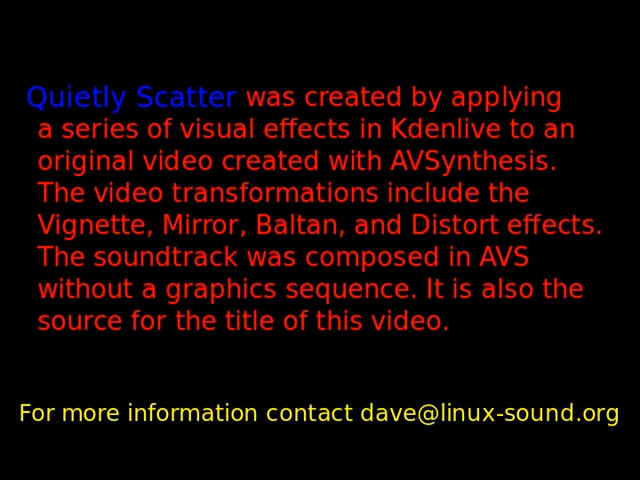 Quietly Scatter was created by applying
a series of visual effects in Kdenlive to an
original video created with AVSynthesis.
The video transformations include the
Vignette, Mirror, Baltan, and Distort effects.
The soundtrack was composed in AVS
without a graphics sequence. It is also the
source for the title of this video.
For more information contact dave@linux-sound.org